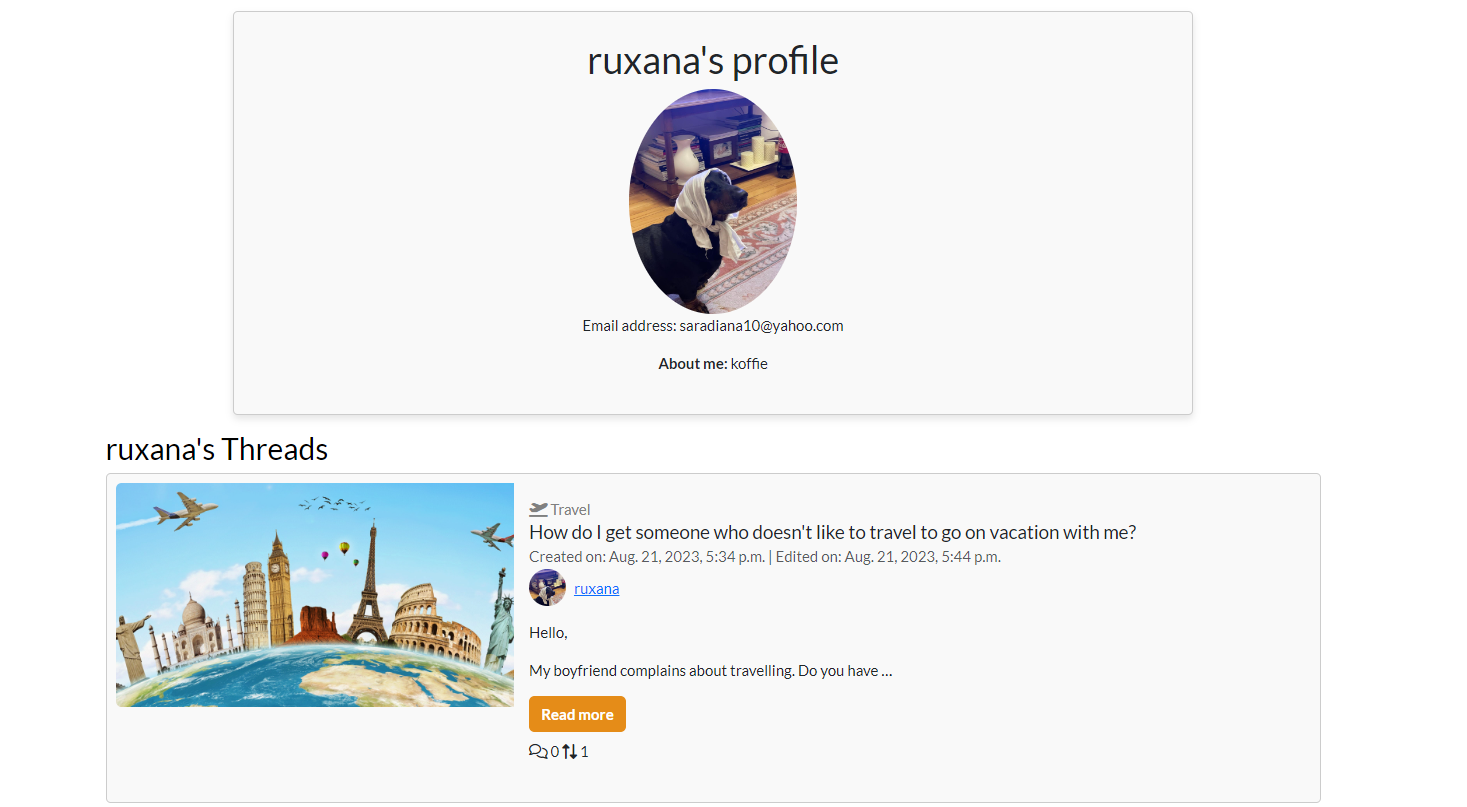 ruxana's profile
Email address: saradiana10@yahoo.com
About me: koffie
ruxana's Threads
Travel
How do I get someone who doesn't like to travel to go on vacation with me?
Created on: Aug. 21, 2023, 5:34 p.m. | Edited on: Aug. 21, 2023, 5:44 p.m.
ruxana
Hello,
My boyfriend complains about travelling. Do you have ...
Read more
0 1